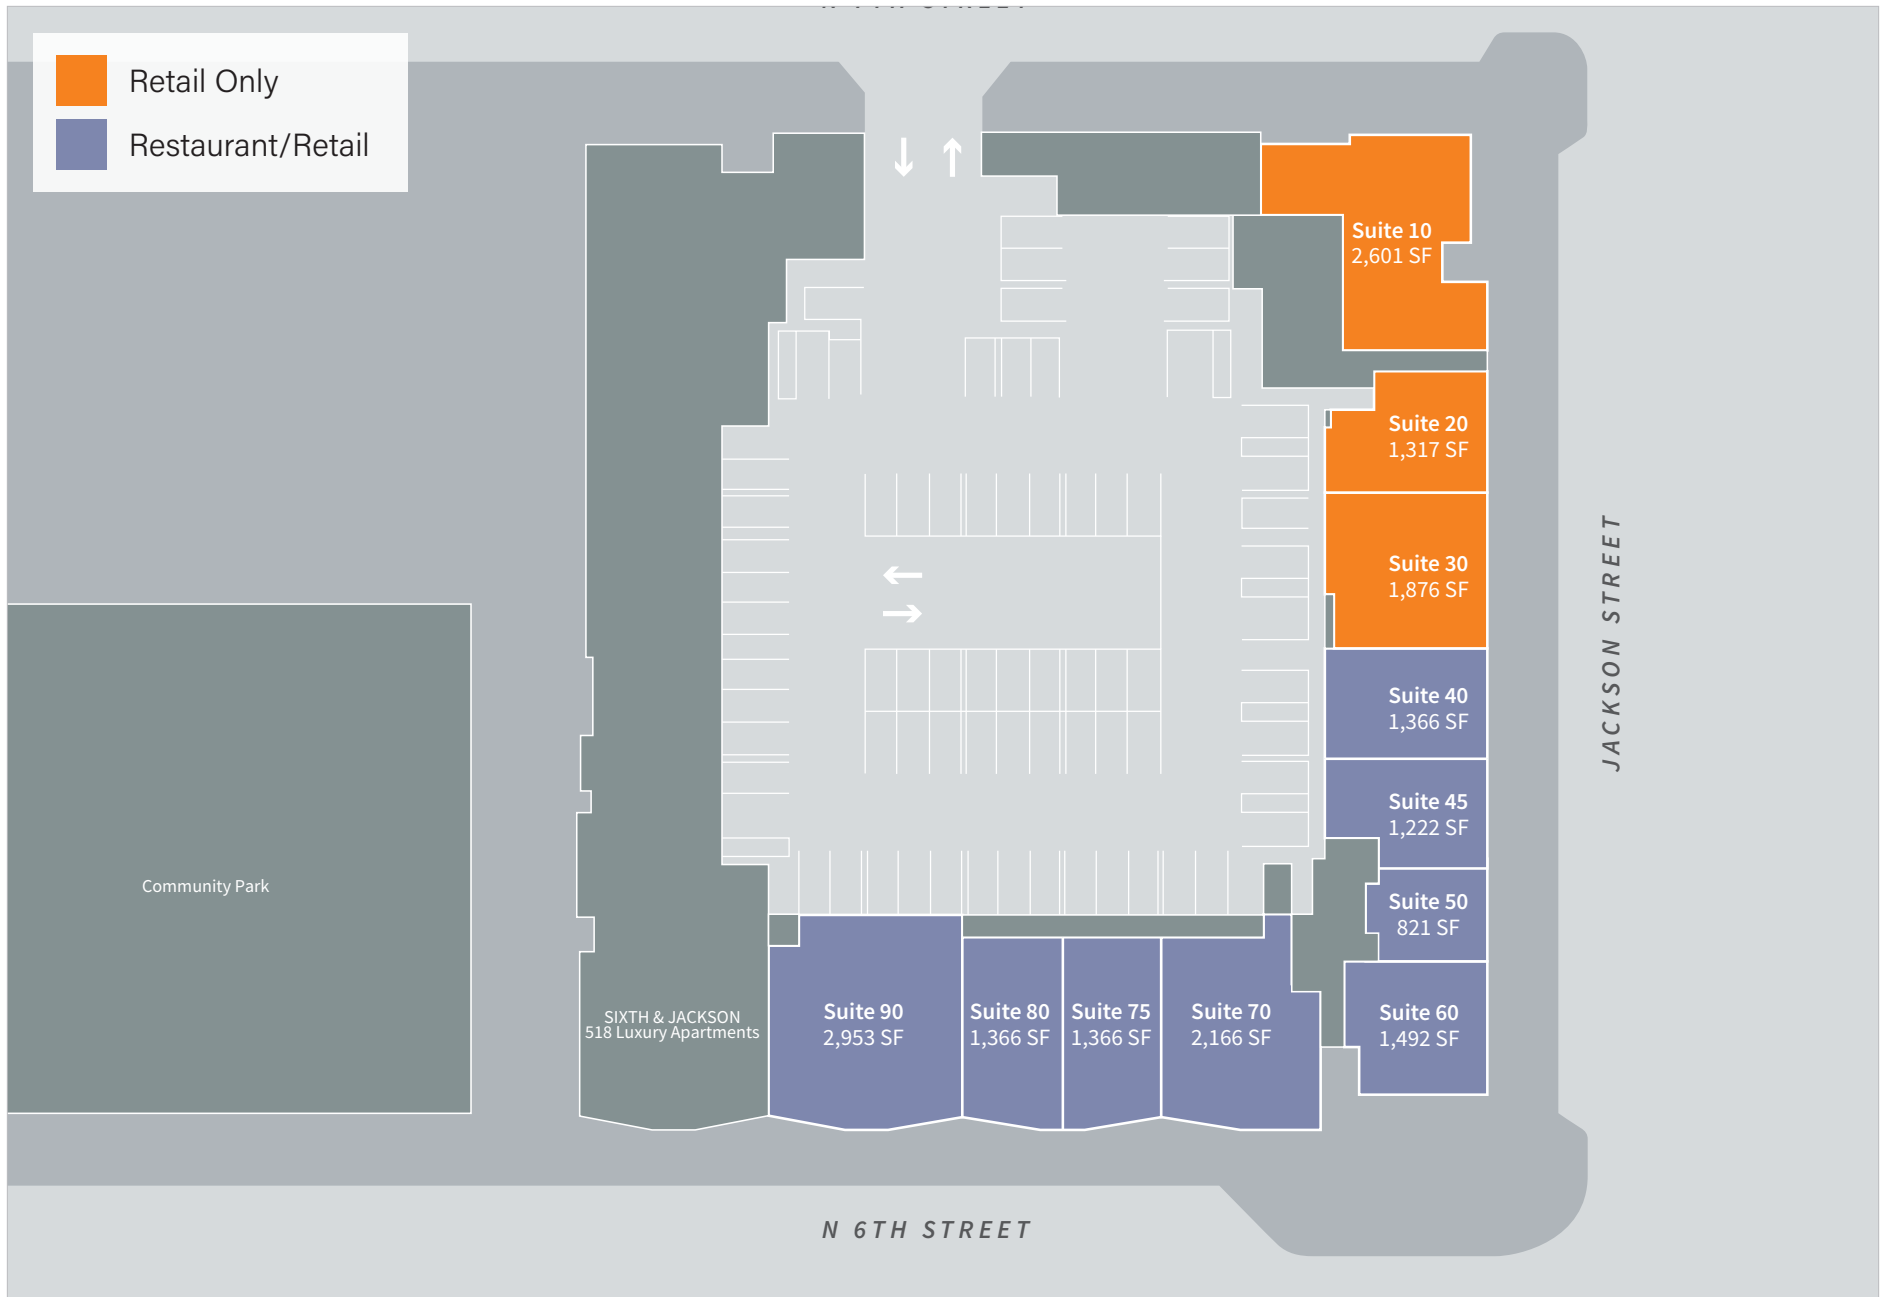 Retail Only
Restaurant/Retail
Suite 10
2,601 SF
Suite 20
1,317 SF
Suite 30
1,876 SF
Suite 40
1,366 SF
Suite 45
1,222 SF
Suite 50
821 SF
Suite 60
1,492 SF
Suite 70
2,166 SF
Suite 75
1,366 SF
Suite 80
1,366 SF
Suite 90
2,953 SF
SIXTH & JACKSON
518 Luxury Apartments
Community Park
JACKSON STREET
N 6TH STREET